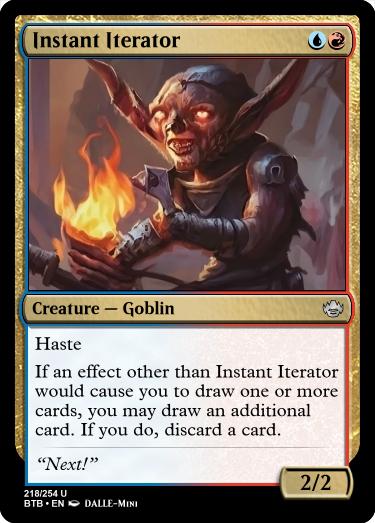 Instant Iterator
Creature — Goblin
Haste
If an effect other than Instant Iterator
would cause you to draw one or more
cards, you may draw an additional
card. If you do, discard a card.
“Next!”
2/2
218/254 U
BTB • EN DALLE-Mini